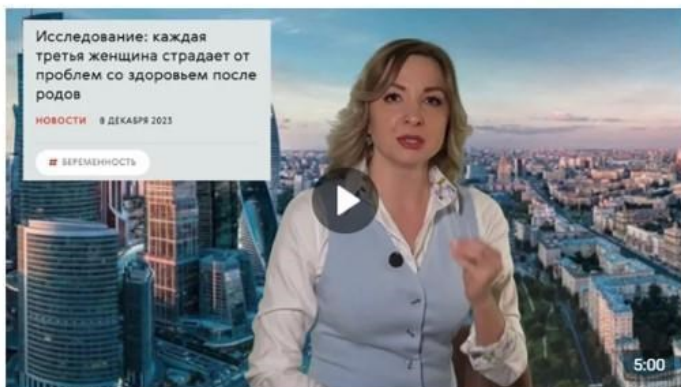 Исследование: каждая
третья женщина страдает от
проблем со здоровьем после
родов
НОВОСТИ 8 ДЕКАБРЯ 2023
# БЕРЕМЕННОСТЬ
5:00